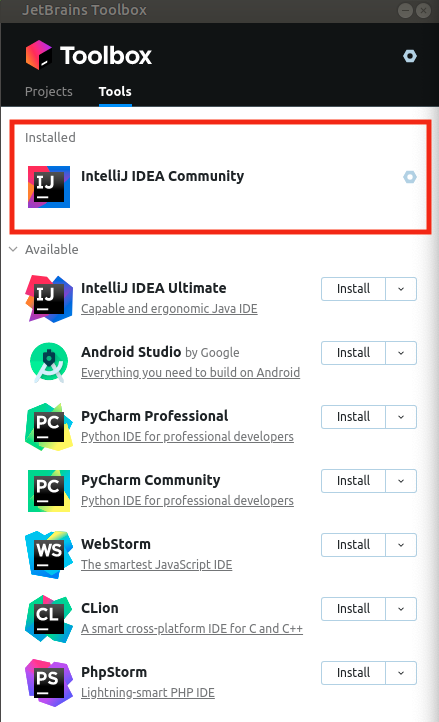 JetBrains Toolbox
Toolbox
Projects Tools
Installed
IJ IntelliJ IDEA Community
Available
IJ IntelliJ IDEA Ultimate Install
Capable and ergonomic Java IDE
Android Studio by Google Install
Everything you need to build on Android
PC PyCharm Professional Install
Python IDE for professional developers
PC PyCharm Community Install
Python IDE for professional developers
WS WebStorm Install
The smartest JavaScript IDE
CL CLion Install
A smart cross-platform IDE for C and C++
PS PhpStorm Install
Lightning-smart PHP IDE